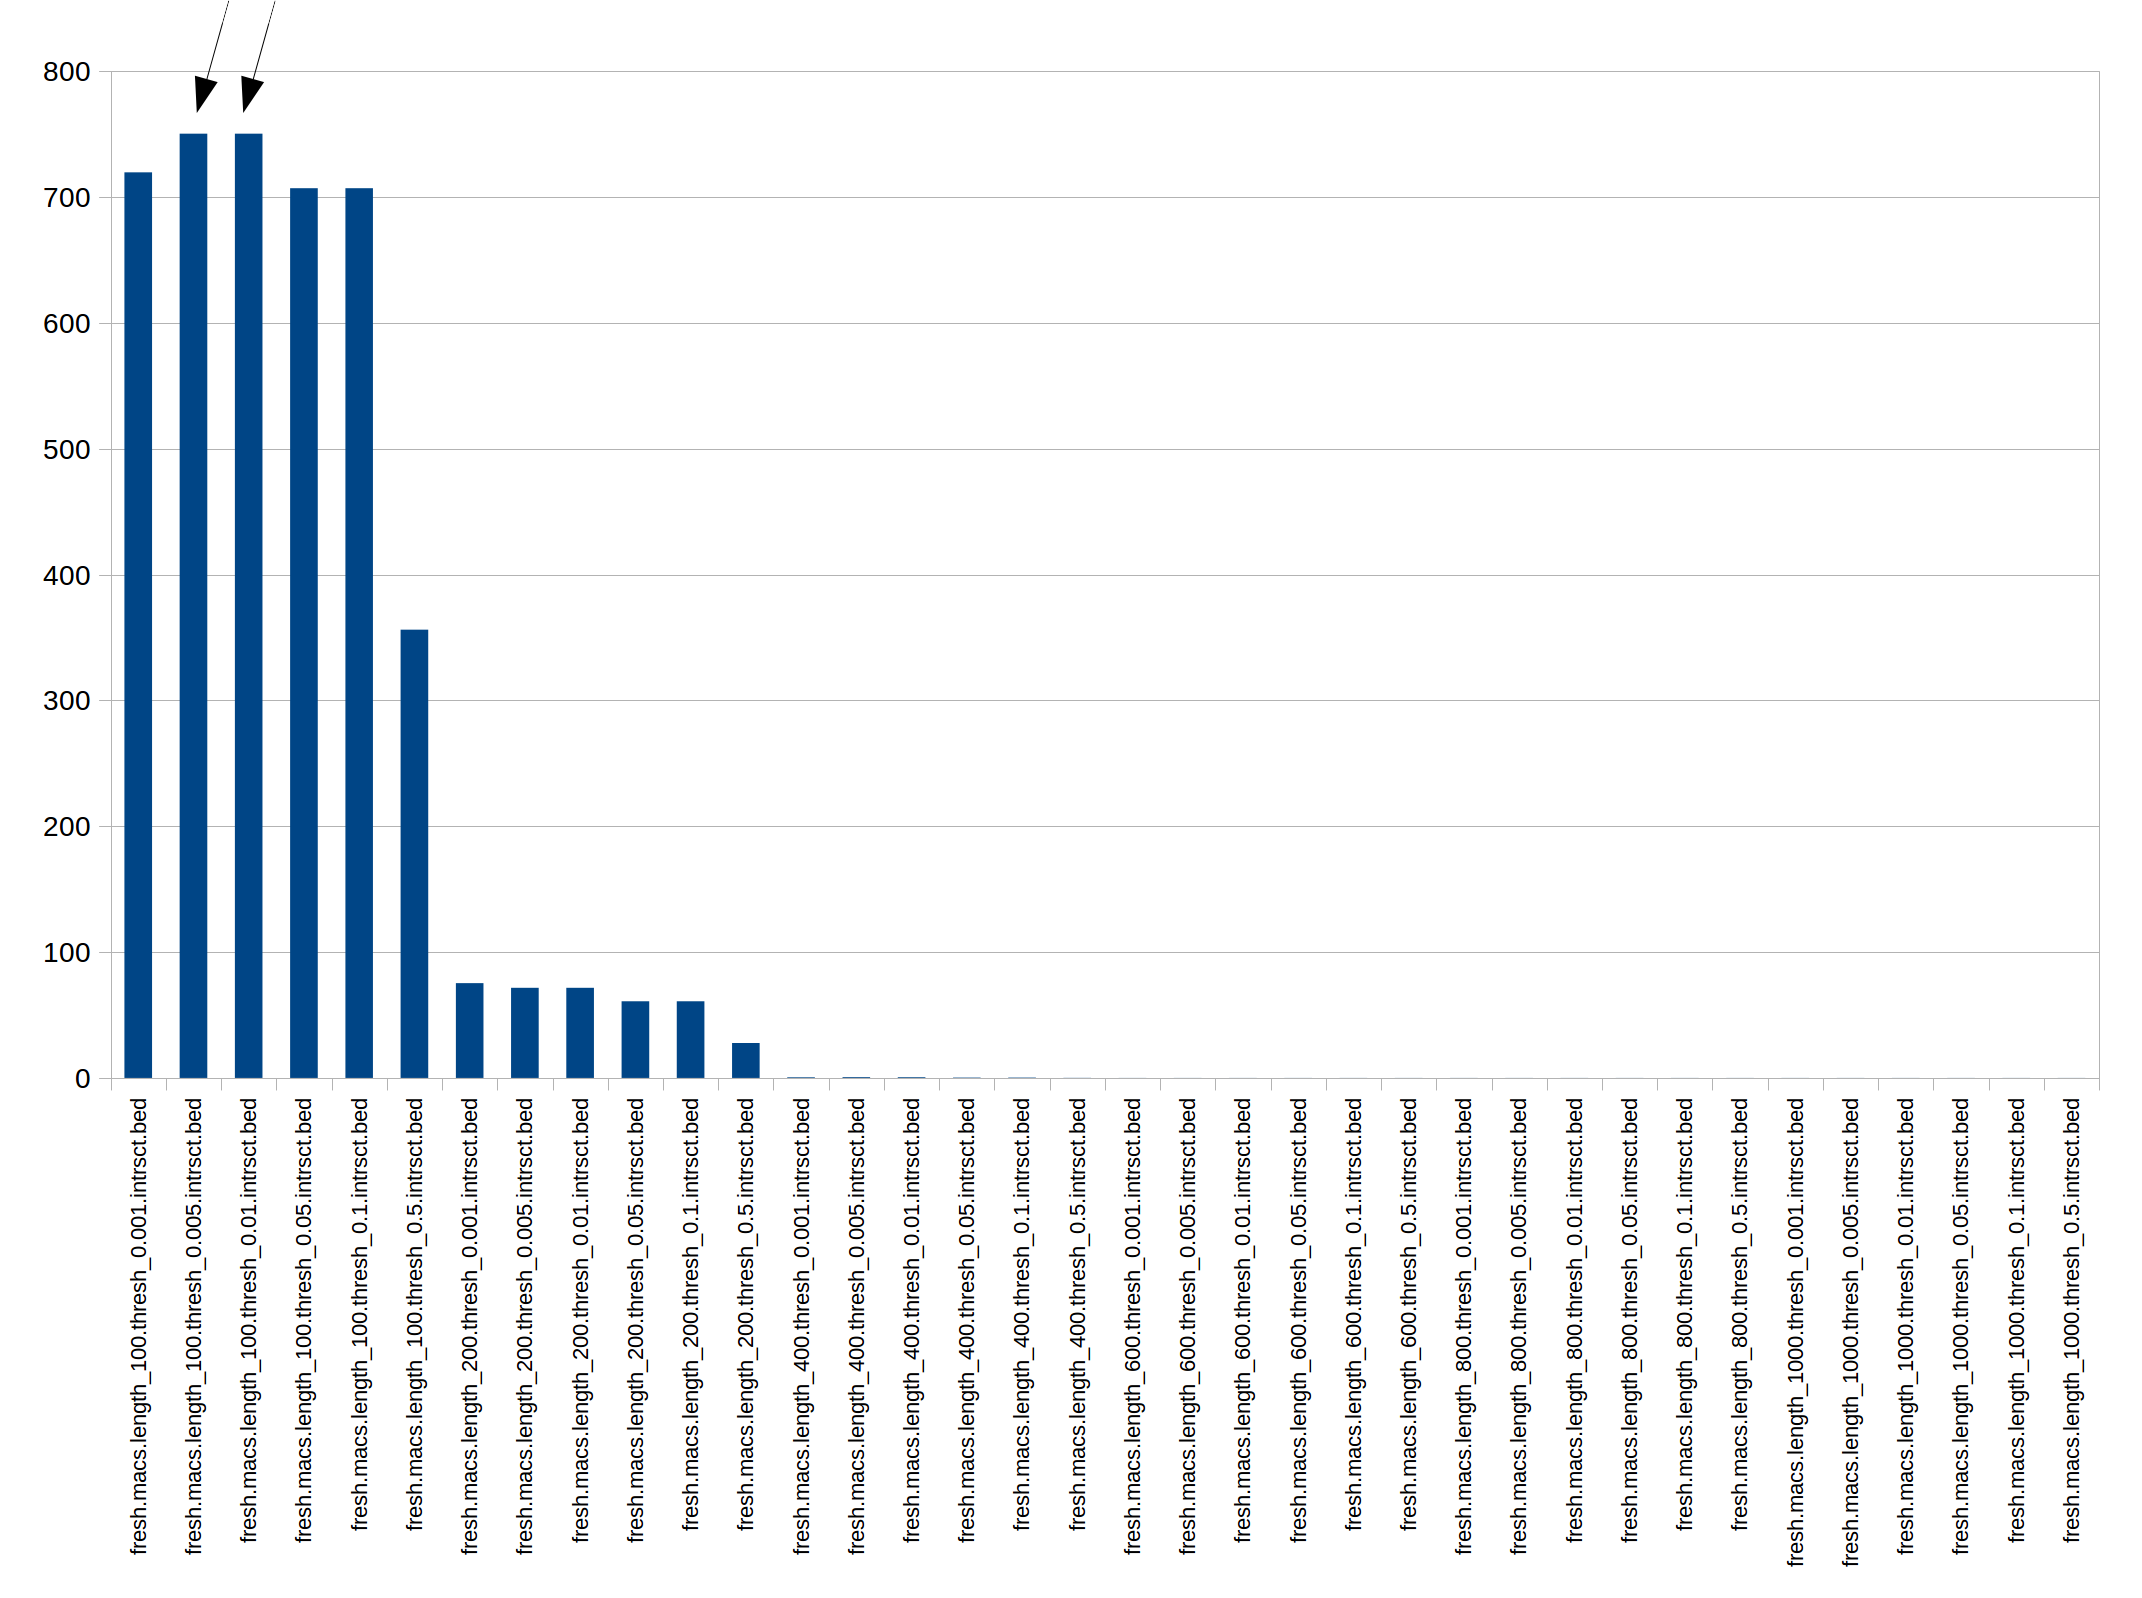 800
700
600
500
400
300
200
100
0
fresh.macs.length_100.thresh_0.001.intrsct.bed
fresh.macs.length_100.thresh_0.005.intrsct.bed
fresh.macs.length_100.thresh_0.01.intrsct.bed
fresh.macs.length_100.thresh_0.05.intrsct.bed
fresh.macs.length_100.thresh_0.1.intrsct.bed
fresh.macs.length_100.thresh_0.5.intrsct.bed
fresh.macs.length_200.thresh_0.001.intrsct.bed
fresh.macs.length_200.thresh_0.005.intrsct.bed
fresh.macs.length_200.thresh_0.01.intrsct.bed
fresh.macs.length_200.thresh_0.05.intrsct.bed
fresh.macs.length_200.thresh_0.1.intrsct.bed
fresh.macs.length_200.thresh_0.5.intrsct.bed
fresh.macs.length_400.thresh_0.001.intrsct.bed
fresh.macs.length_400.thresh_0.005.intrsct.bed
fresh.macs.length_400.thresh_0.01.intrsct.bed
fresh.macs.length_400.thresh_0.05.intrsct.bed
fresh.macs.length_400.thresh_0.1.intrsct.bed
fresh.macs.length_400.thresh_0.5.intrsct.bed
fresh.macs.length_600.thresh_0.001.intrsct.bed
fresh.macs.length_600.thresh_0.005.intrsct.bed
fresh.macs.length_600.thresh_0.01.intrsct.bed
fresh.macs.length_600.thresh_0.05.intrsct.bed
fresh.macs.length_600.thresh_0.1.intrsct.bed
fresh.macs.length_600.thresh_0.5.intrsct.bed
fresh.macs.length_800.thresh_0.001.intrsct.bed
fresh.macs.length_800.thresh_0.005.intrsct.bed
fresh.macs.length_800.thresh_0.01.intrsct.bed
fresh.macs.length_800.thresh_0.05.intrsct.bed
fresh.macs.length_800.thresh_0.1.intrsct.bed
fresh.macs.length_800.thresh_0.5.intrsct.bed
fresh.macs.length_1000.thresh_0.001.intrsct.bed
fresh.macs.length_1000.thresh_0.005.intrsct.bed
fresh.macs.length_1000.thresh_0.01.intrsct.bed
fresh.macs.length_1000.thresh_0.05.intrsct.bed
fresh.macs.length_1000.thresh_0.1.intrsct.bed
fresh.macs.length_1000.thresh_0.5.intrsct.bed